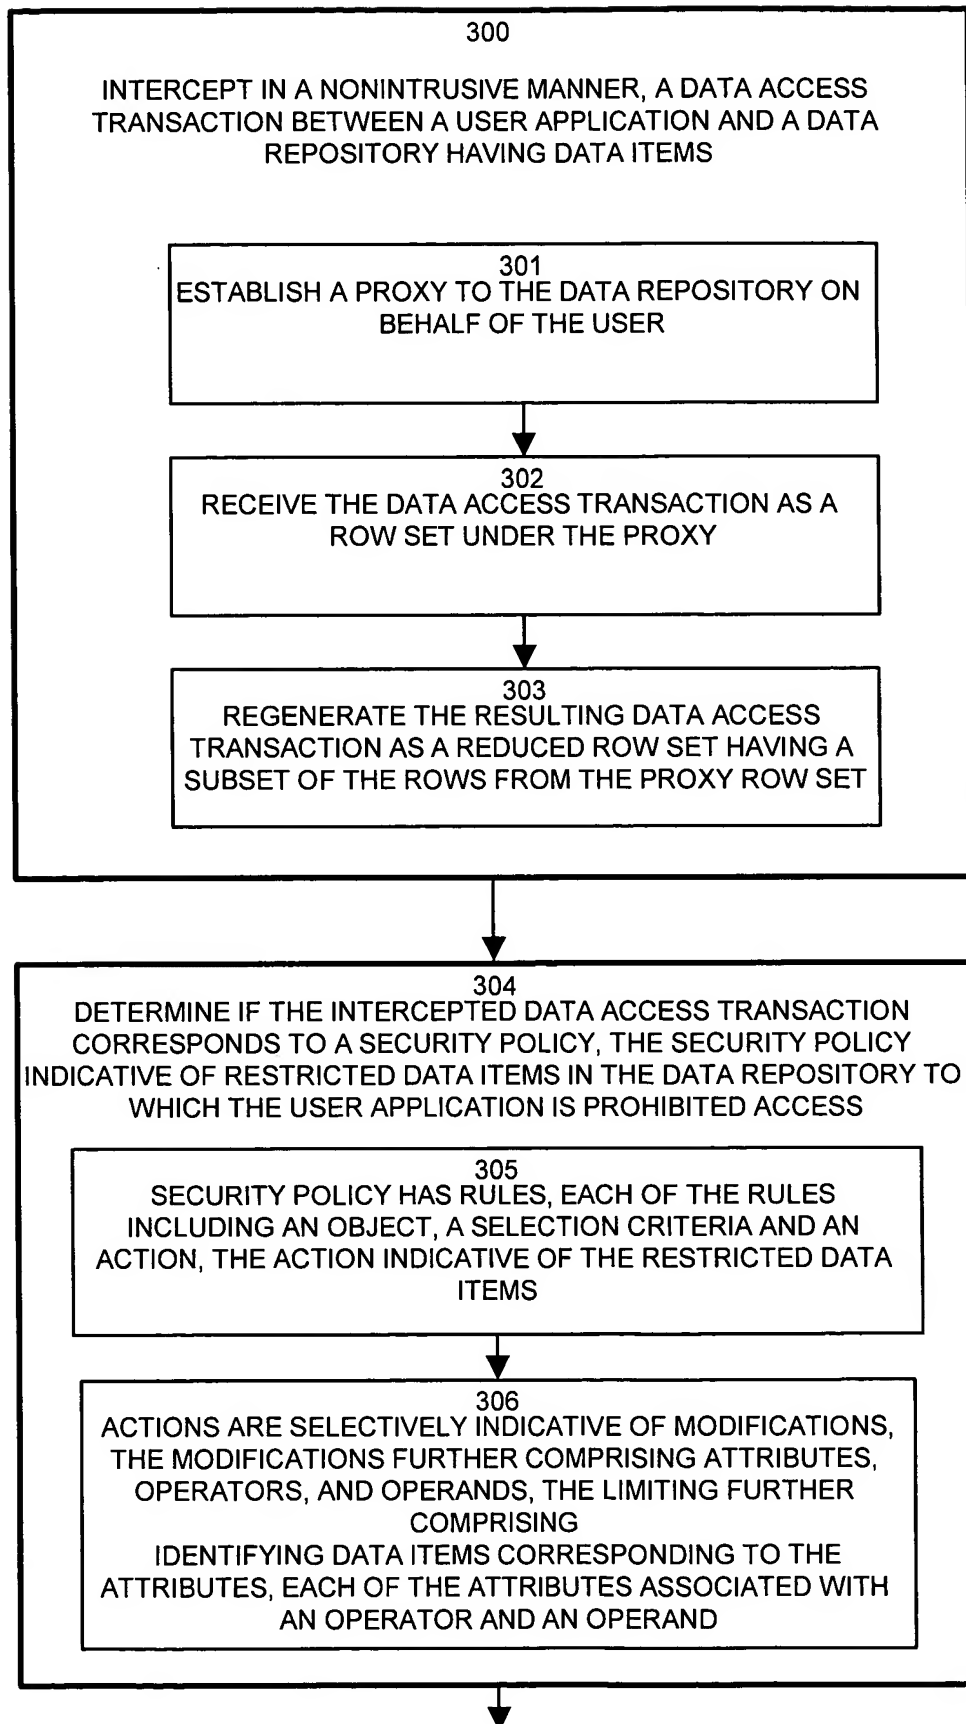 300
INTERCEPT IN A NONINTRUSIVE MANNER, A DATA ACCESS
TRANSACTION BETWEEN A USER APPLICATION AND A DATA
REPOSITORY HAVING DATA ITEMS
301
ESTABLISH A PROXY TO THE DATA REPOSITORY ON
BEHALF OF THE USER
302
RECEIVE THE DATA ACCESS TRANSACTION AS A
ROW SET UNDER THE PROXY
303
REGENERATE THE RESULTING DATA ACCESS
TRANSACTION AS A REDUCED ROW SET HAVING A
SUBSET OF THE ROWS FROM THE PROXY ROW SET
304
DETERMINE IF THE INTERCEPTED DATA ACCESS TRANSACTION
CORRESPONDS TO A SECURITY POLICY, THE SECURITY POLICY
INDICATIVE OF RESTRICTED DATA ITEMS IN THE DATA REPOSITORY TO
WHICH THE USER APPLICATION IS PROHIBITED ACCESS
305
SECURITY POLICY HAS RULES, EACH OF THE RULES
INCLUDING AN OBJECT, A SELECTION CRITERIA AND AN
ACTION, THE ACTION INDICATIVE OF THE RESTRICTED DATA
ITEMS
306
ACTIONS ARE SELECTIVELY INDICATIVE OF MODIFICATIONS,
THE MODIFICATIONS FURTHER COMPRISING ATTRIBUTES,
OPERATORS, AND OPERANDS, THE LIMITING FURTHER
COMPRISING
IDENTIFYING DATA ITEMS CORRESPONDING TO THE
ATTRIBUTES, EACH OF THE ATTRIBUTES ASSOCIATED WITH
AN OPERATOR AND AN OPERAND